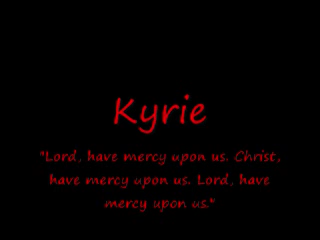 Kyrie
"Lord, have mercy upon us. Christ,
have mercy upon us. Lord, have
mercy upon us."